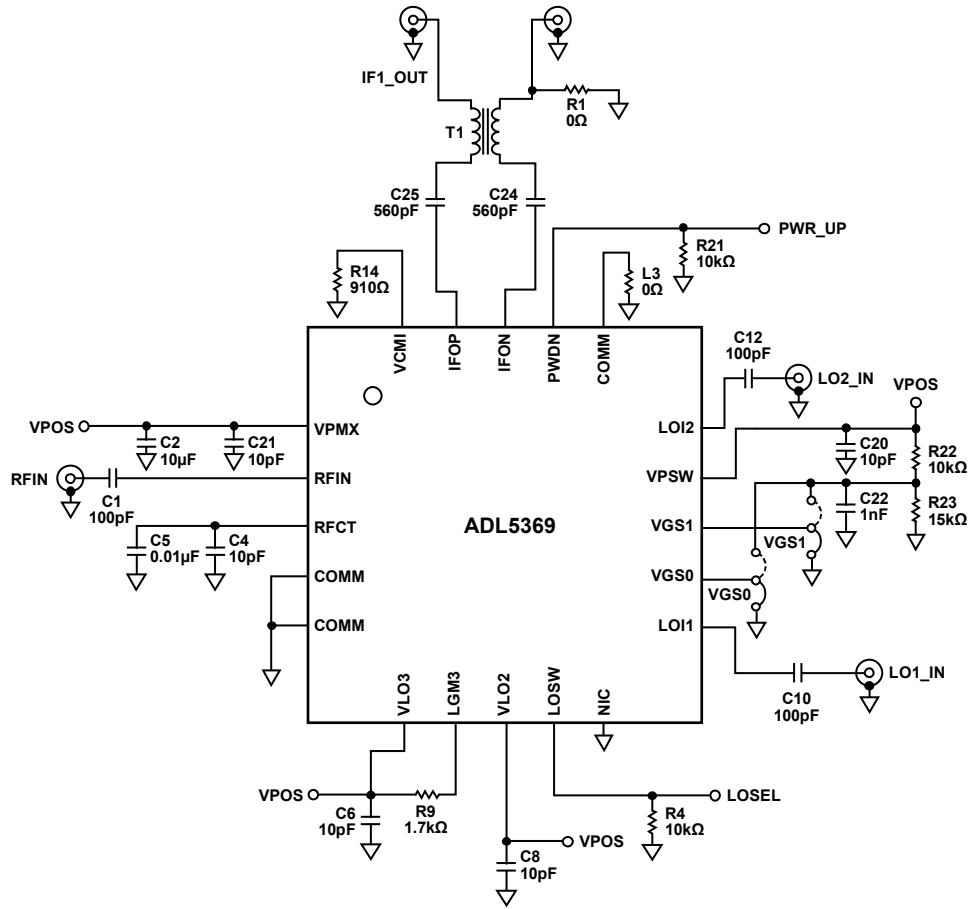 IF1_OUT
T1
R1
0Ω
C25
560pF
C24
560pF
PWR_UP
R21
10kΩ
R14
910Ω
L3
0Ω
VCMI
IFOP
IFON
PWDN
COMM
C12
100pF
LO2_IN
VPOS
VPOS
C2
10µF
C21
10pF
VPMX
LOI2
C20
10pF
R22
10kΩ
RFIN
C1
100pF
RFIN
VPSW
C22
1nF
R23
15kΩ
C5
0.01µF
C4
10pF
RFCT
ADL5369
VGS1
VGS1
COMM
VGS0
VGS0
COMM
LOI1
LO1_IN
C10
100pF
VLO3
LGM3
VLO2
LOSW
NIC
VPOS
C6
10pF
R9
1.7kΩ
LOSEL
R4
10kΩ
VPOS
C8
10pF